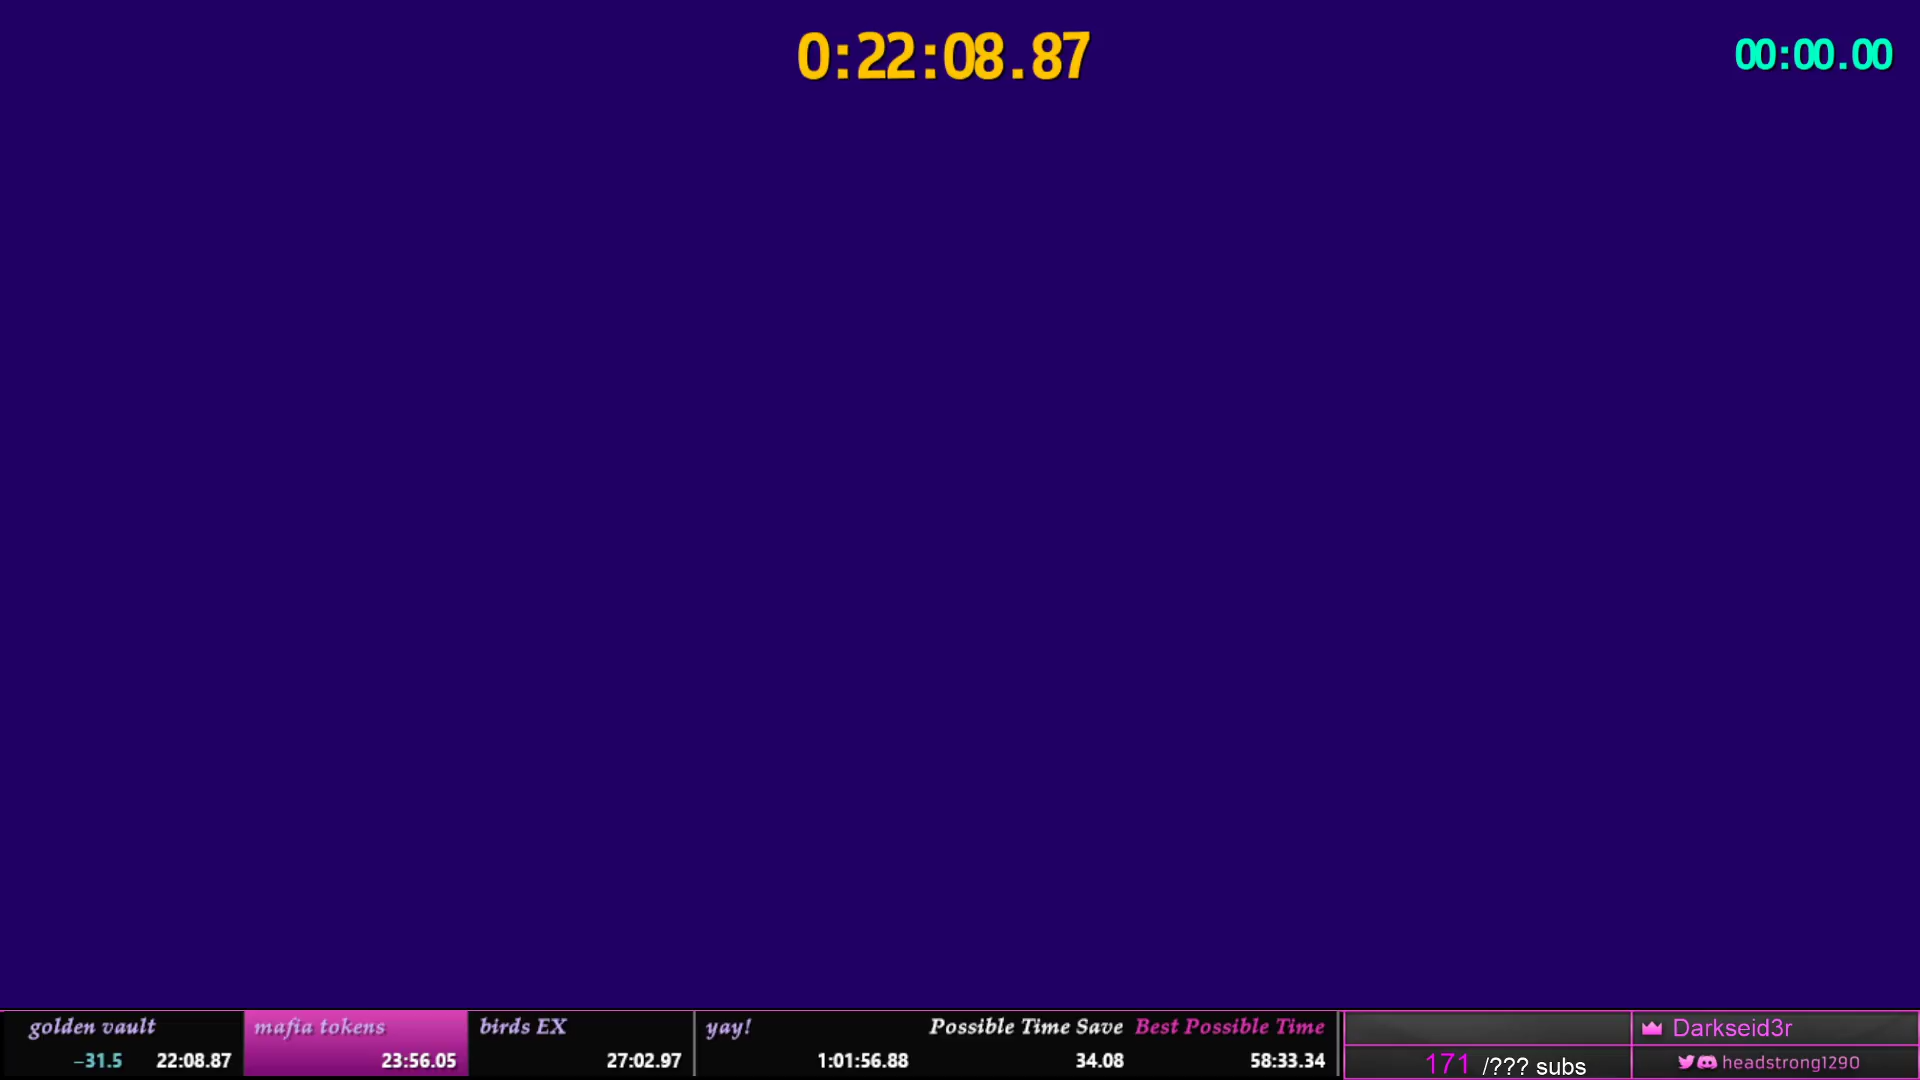 0:22:08.87
00:00.00
golden vault
-31.5 22:08.87
mafia tokens
23:56.05
birds EX
27:02.97
yay!
1:01:56.88
Possible Time Save
34.08
Best Possible Time
58:33.34
171 /??? subs
Darkseid3r
headstrong1290